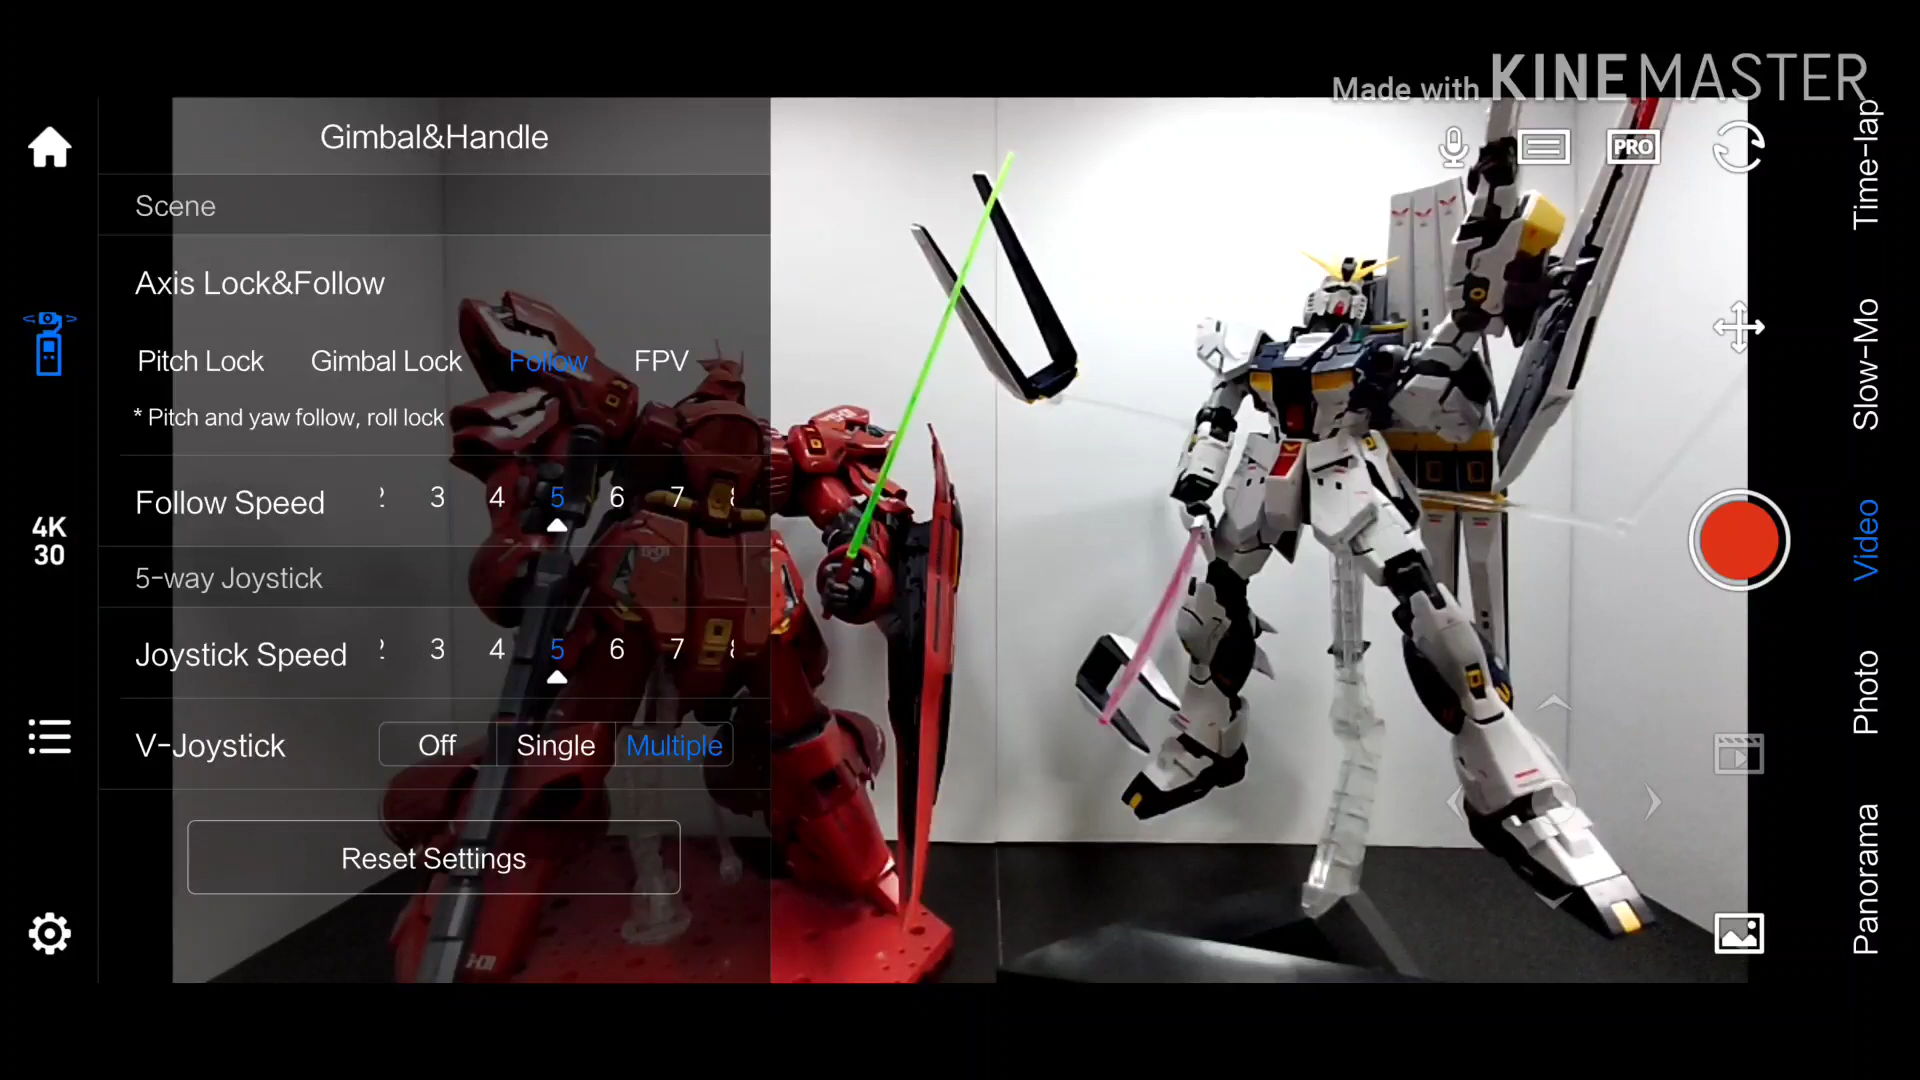 Made with KINEMASTER
Gimbal&Handle
Scene
Axis Lock&Follow
Pitch Lock Gimbal Lock Follow FPV
* Pitch and yaw follow, roll lock
Follow Speed 3 4 5 6 7
5-way Joystick
Joystick Speed 3 4 5 6 7
V-Joystick Off Single Multiple
Reset Settings
4K
30
PRO
Time-lap
Slow-Mo
Video
Photo
Panorama